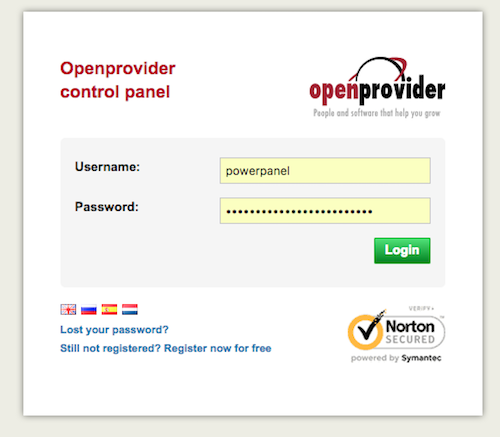 Openprovider
control panel
openprovider
People and software that help you grow
Username:
powerpanel
Password:
•••••••••••••••••••••••••
Login
Lost your password?
Still not registered? Register now for free
VERIFY▸
Norton
SECURED
powered by Symantec